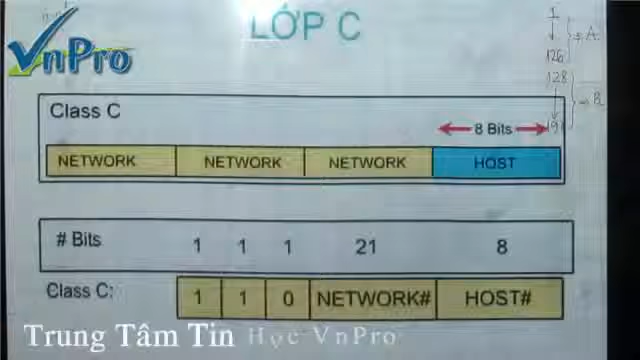 VnPro
LỚP C
1
126
128
191
A
B
Class C
8 Bits
NETWORK NETWORK NETWORK HOST
# Bits 1 1 1 21 8
Class C: 1 1 0 NETWORK# HOST#
Trung Tâm Tin Học VnPro